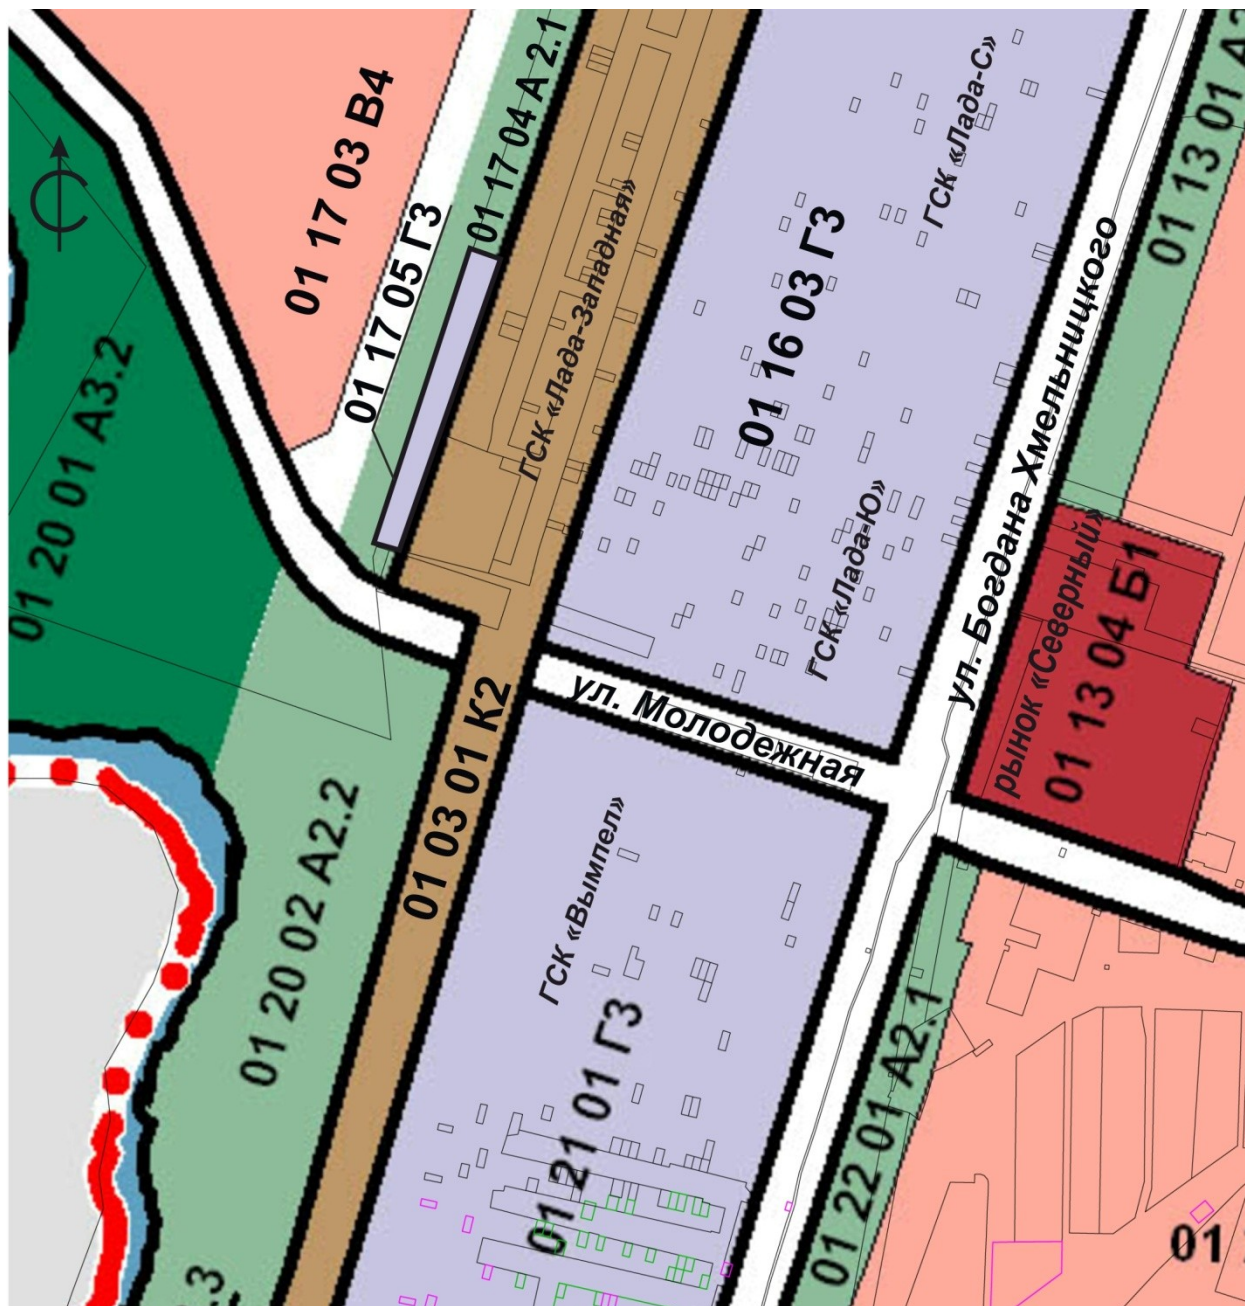 01 17 03 В4
01 17 04 А 2.1
01 17 05 Г3
ГСК «Лада-Западная»
ГСК «Лада-С»
01 16 03 Г3
ГСК «Лада-Ю»
ул. Богдана Хмельницкого
01 13 01 А2
01 20 01 А3.2
рынок «Северный»
01 13 04 Б1
ул. Молодежная
01 03 01 К2
01 20 02 А2.2
ГСК «Вымпел»
01 21 01 Г3
01 22 01 А2.1
01
.3